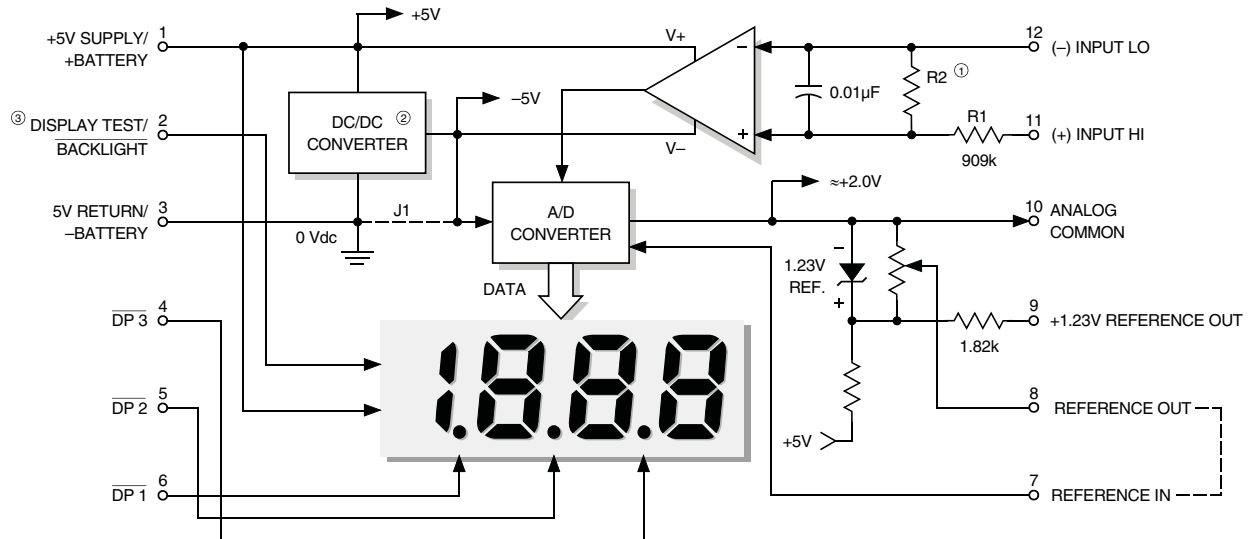 +5V SUPPLY/
+BATTERY
1
③ DISPLAY TEST/
BACKLIGHT
2
5V RETURN/
–BATTERY
3
DP 3
4
DP 2
5
DP 1
6
+5V
DC/DC ②
CONVERTER
–5V
0 Vdc
J1
V+
V–
–
+
0.01µF
R2 ①
R1
909k
12
(–) INPUT LO
11
(+) INPUT HI
A/D
CONVERTER
≈+2.0V
10
ANALOG
COMMON
DATA
–
1.23V
REF.
+
1.82k
9
+1.23V REFERENCE OUT
+5V
8
REFERENCE OUT
7
REFERENCE IN
1.8.8.8